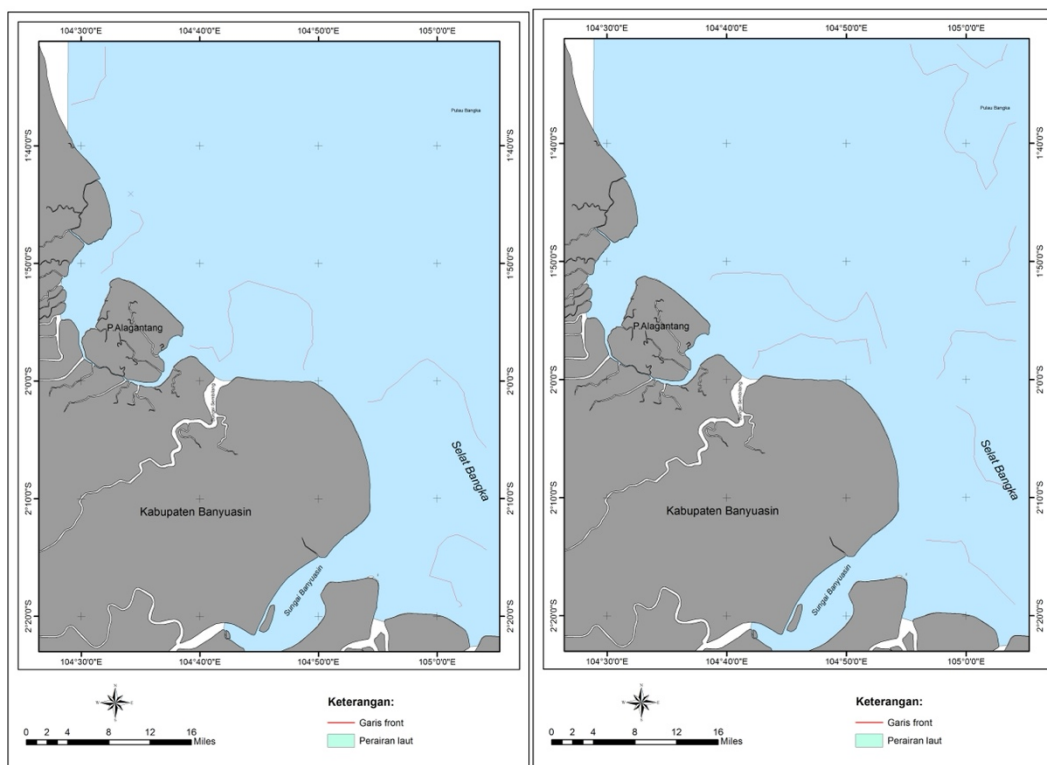 104°30'0"E 104°40'0"E 104°50'0"E 105°0'0"E
Pulau Bangka
1°40'0"S 1°40'0"S
1°50'0"S 1°50'0"S
P.Alagantang
2°00'0"S 2°00'0"S
Selat Bangka
2°10'0"S 2°10'0"S
Kabupaten Banyuasin
Sungai Banyuasin
2°20'0"S 2°20'0"S
104°30'0"E 104°40'0"E 104°50'0"E 105°0'0"E
Keterangan:
Garis front
Perairan laut
0 2 4 8 12 16
Miles
104°30'0"E 104°40'0"E 104°50'0"E 105°0'0"E
Pulau Bangka
1°40'0"S 1°40'0"S
1°50'0"S 1°50'0"S
P.Alagantang
2°00'0"S 2°00'0"S
Selat Bangka
2°10'0"S 2°10'0"S
Kabupaten Banyuasin
Sungai Banyuasin
2°20'0"S 2°20'0"S
104°30'0"E 104°40'0"E 104°50'0"E 105°0'0"E
Keterangan:
Garis front
Perairan laut
0 2 4 8 12 16
Miles